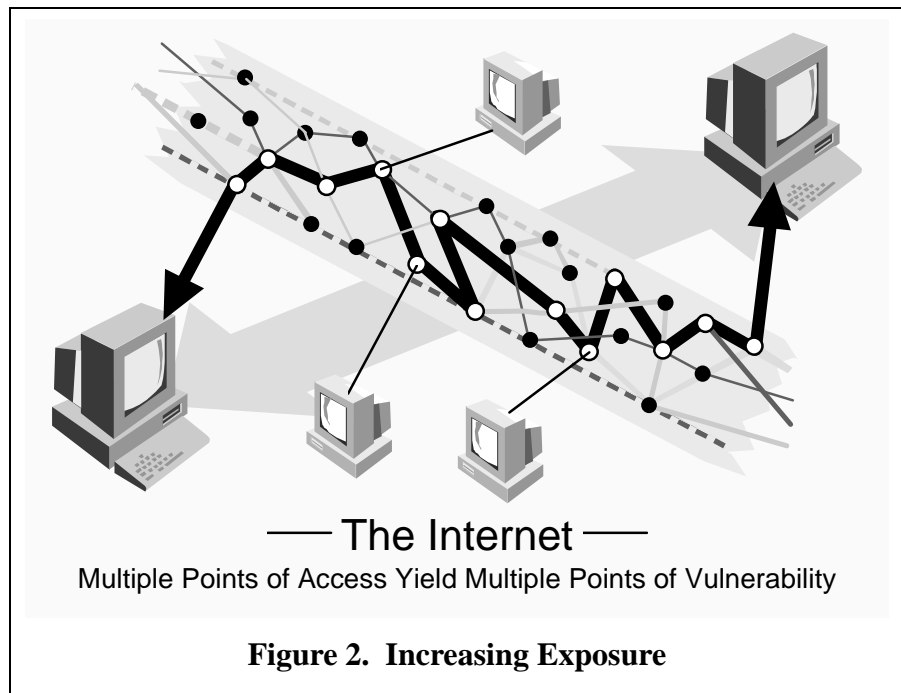 The Internet
Multiple Points of Access Yield Multiple Points of Vulnerability
Figure 2. Increasing Exposure